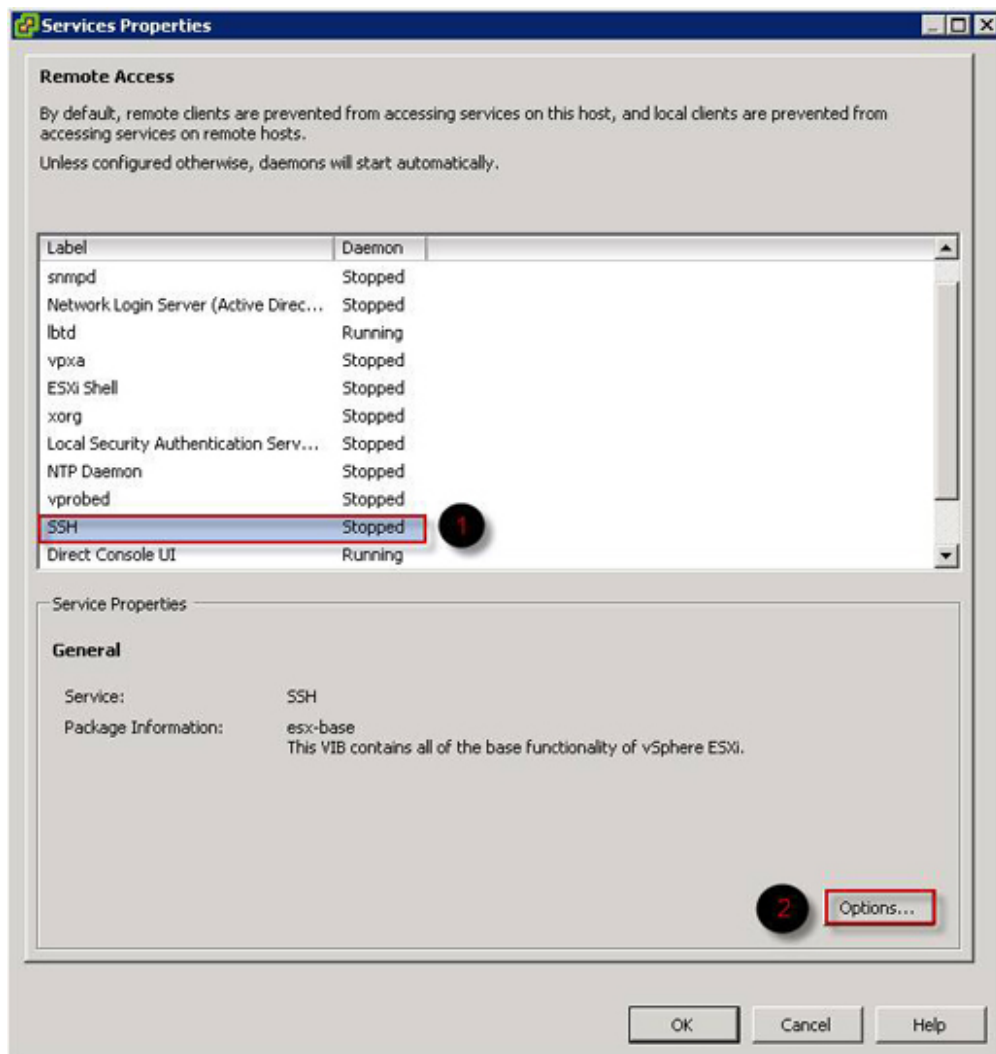 Services Properties
Remote Access
By default, remote clients are prevented from accessing services on this host, and local clients are prevented from
accessing services on remote hosts.
Unless configured otherwise, daemons will start automatically.
Label Daemon
snmpd Stopped
Network Login Server (Active Direc... Stopped
lbtd Running
vpxa Stopped
ESXi Shell Stopped
xorg Stopped
Local Security Authentication Serv... Stopped
NTP Daemon Stopped
vprobed Stopped
SSH Stopped 1
Direct Console UI Running
Service Properties
General
Service: SSH
Package Information: esx-base
This VIB contains all of the base functionality of vSphere ESXi.
2 Options...
OK Cancel Help